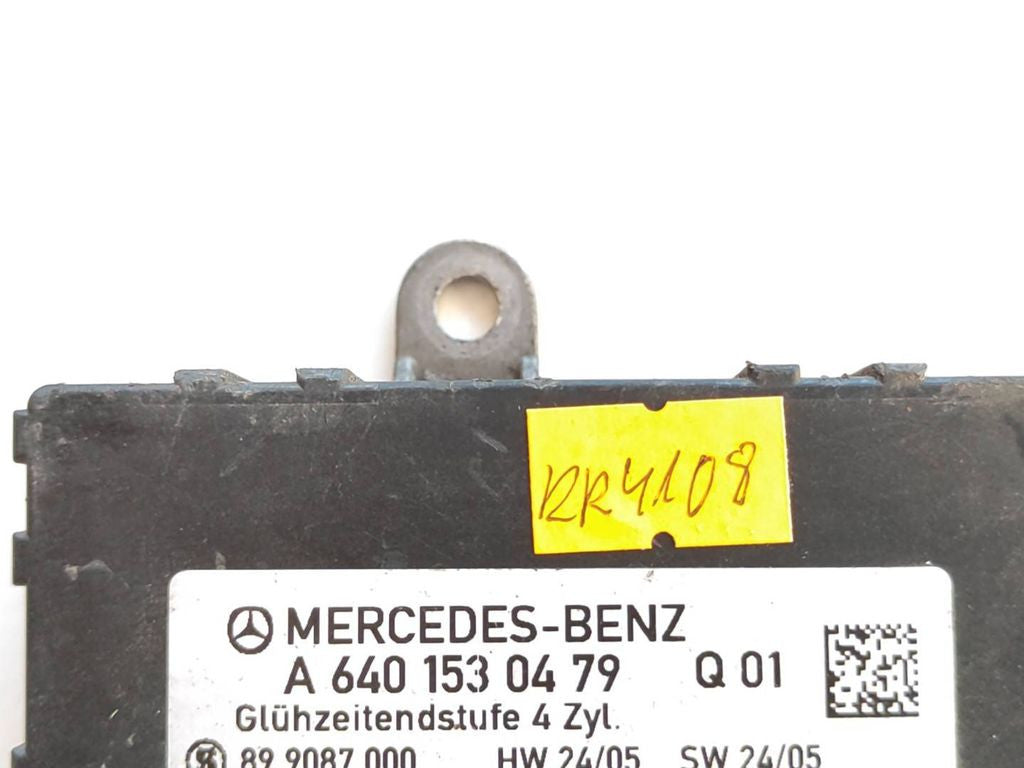 RR4108
MERCEDES-BENZ
A 640 153 04 79 Q 01
Glühzeitendstufe 4 Zyl.
89 9087 000 HW 24/05 SW 24/05